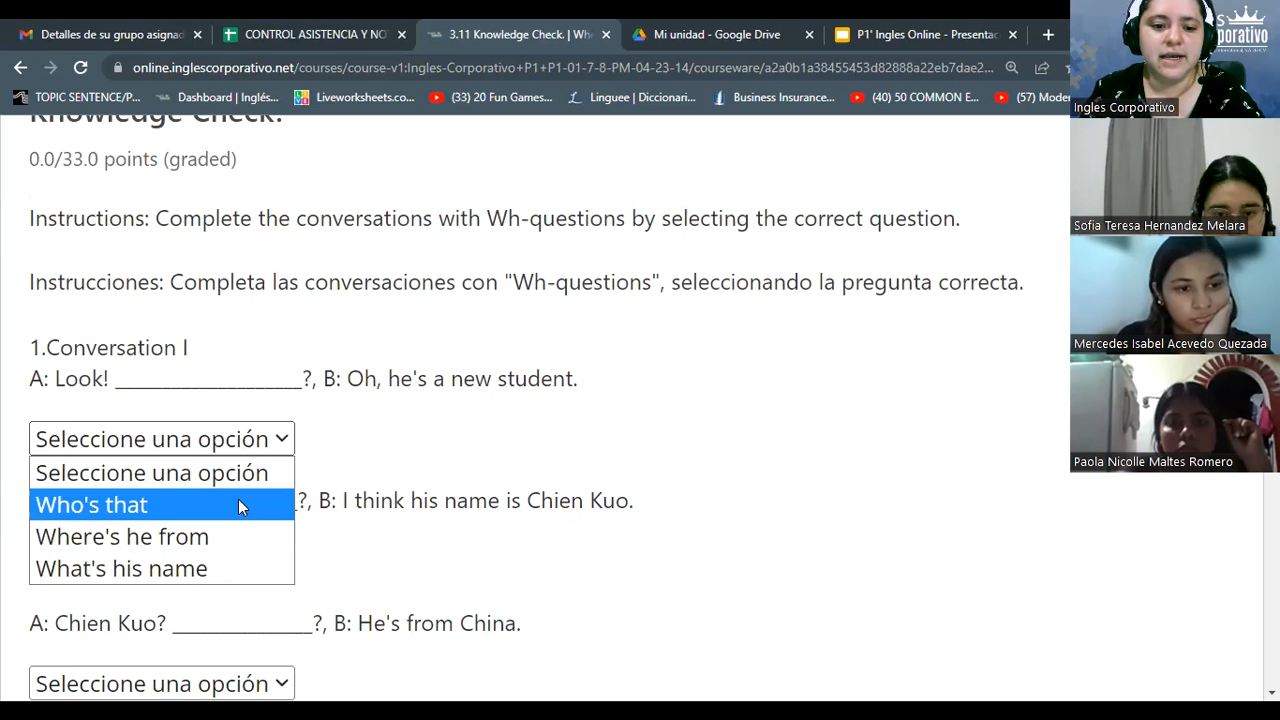 Detalles de su grupo asignad
CONTROL ASISTENCIA Y NO
3.11 Knowledge Check. | Wh
Mi unidad - Google Drive
P1' Ingles Online - Presentac
online.inglescorporativo.net/courses/course-v1:Ingles-Corporativo+P1+P1-01-7-8-PM-04-23-14/courseware/a2a0b1a38455453d82888a22eb7dae2...
TOPIC SENTENCE/P...
Dashboard | Inglés...
Liveworksheets.co...
(33) 20 Fun Games...
Linguee | Diccionari...
Business Insurance...
(40) 50 COMMON E...
(57) Mode
Knowledge Check.
0.0/33.0 points (graded)
Instructions: Complete the conversations with Wh-questions by selecting the correct question.
Instrucciones: Completa las conversaciones con "Wh-questions", seleccionando la pregunta correcta.
1.Conversation I
A: Look! ___________________?, B: Oh, he's a new student.
Seleccione una opción
Seleccione una opción
Who's that
?, B: I think his name is Chien Kuo.
Where's he from
What's his name
A: Chien Kuo? ______________?, B: He's from China.
Seleccione una opción
S
porativo
Ingles Corporativo
Sofia Teresa Hernandez Melara
Mercedes Isabel Acevedo Quezada
Paola Nicolle Maltes Romero